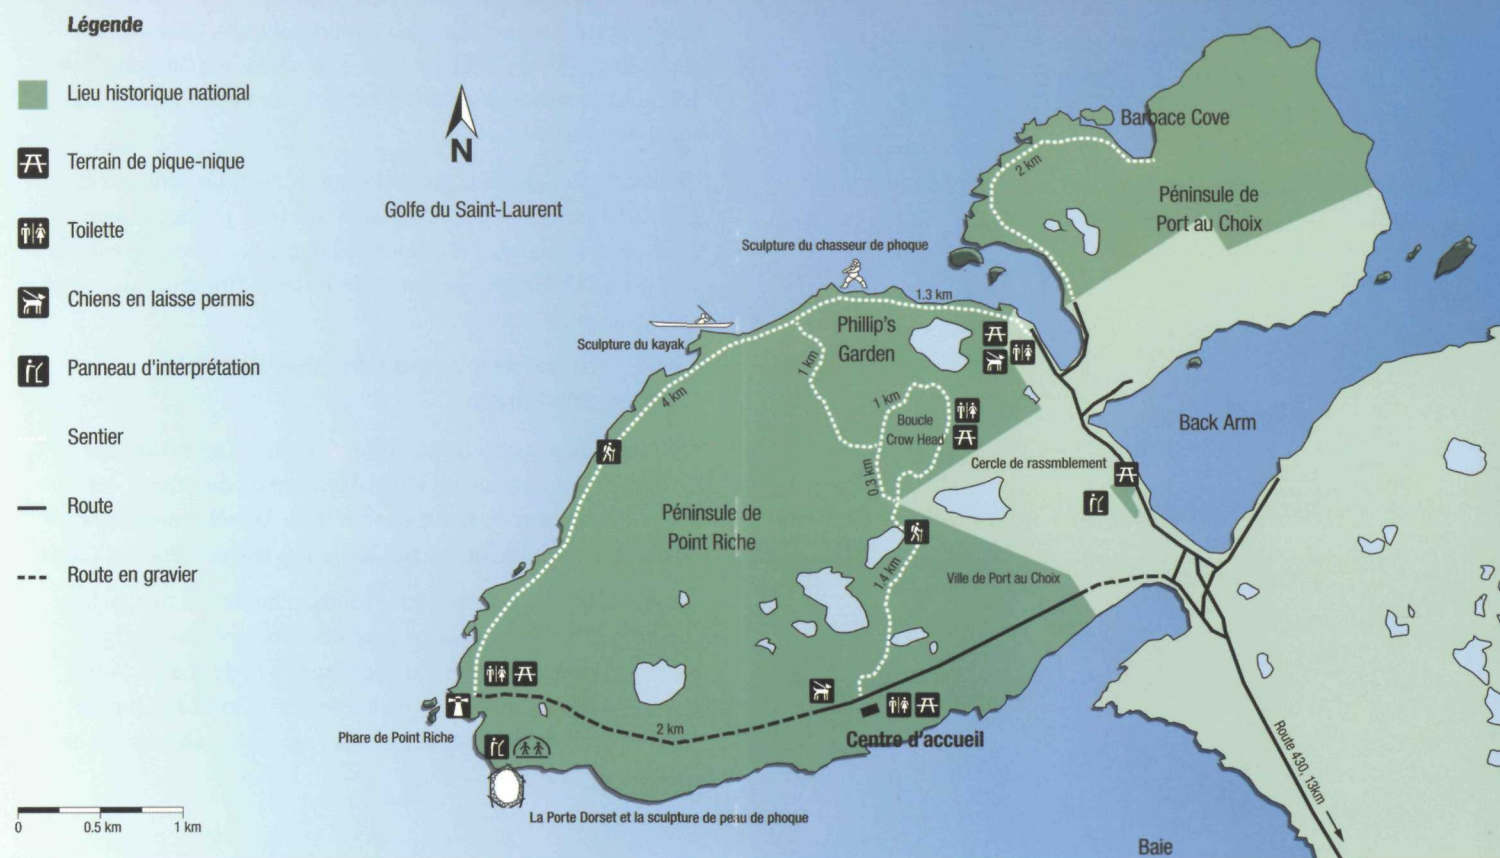 Légende
Lieu historique national
Terrain de pique-nique
Toilette
Chiens en laisse permis
Panneau d'interprétation
Sentier
Route
Route en gravier
N
Golfe du Saint-Laurent
Barbace Cove
2 km
Péninsule de
Port au Choix
Sculpture du chasseur de phoque
1.3 km
Sculpture du kayak
Phillip's
Garden
1 km
4 km
1 km
Boucle
Crow Head
Back Arm
Cercle de rassmblement
0.3 km
Péninsule de
Point Riche
1.4 km
Ville de Port au Choix
2 km
Phare de Point Riche
Centre d'accueil
Route 430, 13km
La Porte Dorset et la sculpture de peau de phoque
0
0.5 km
1 km
Baie